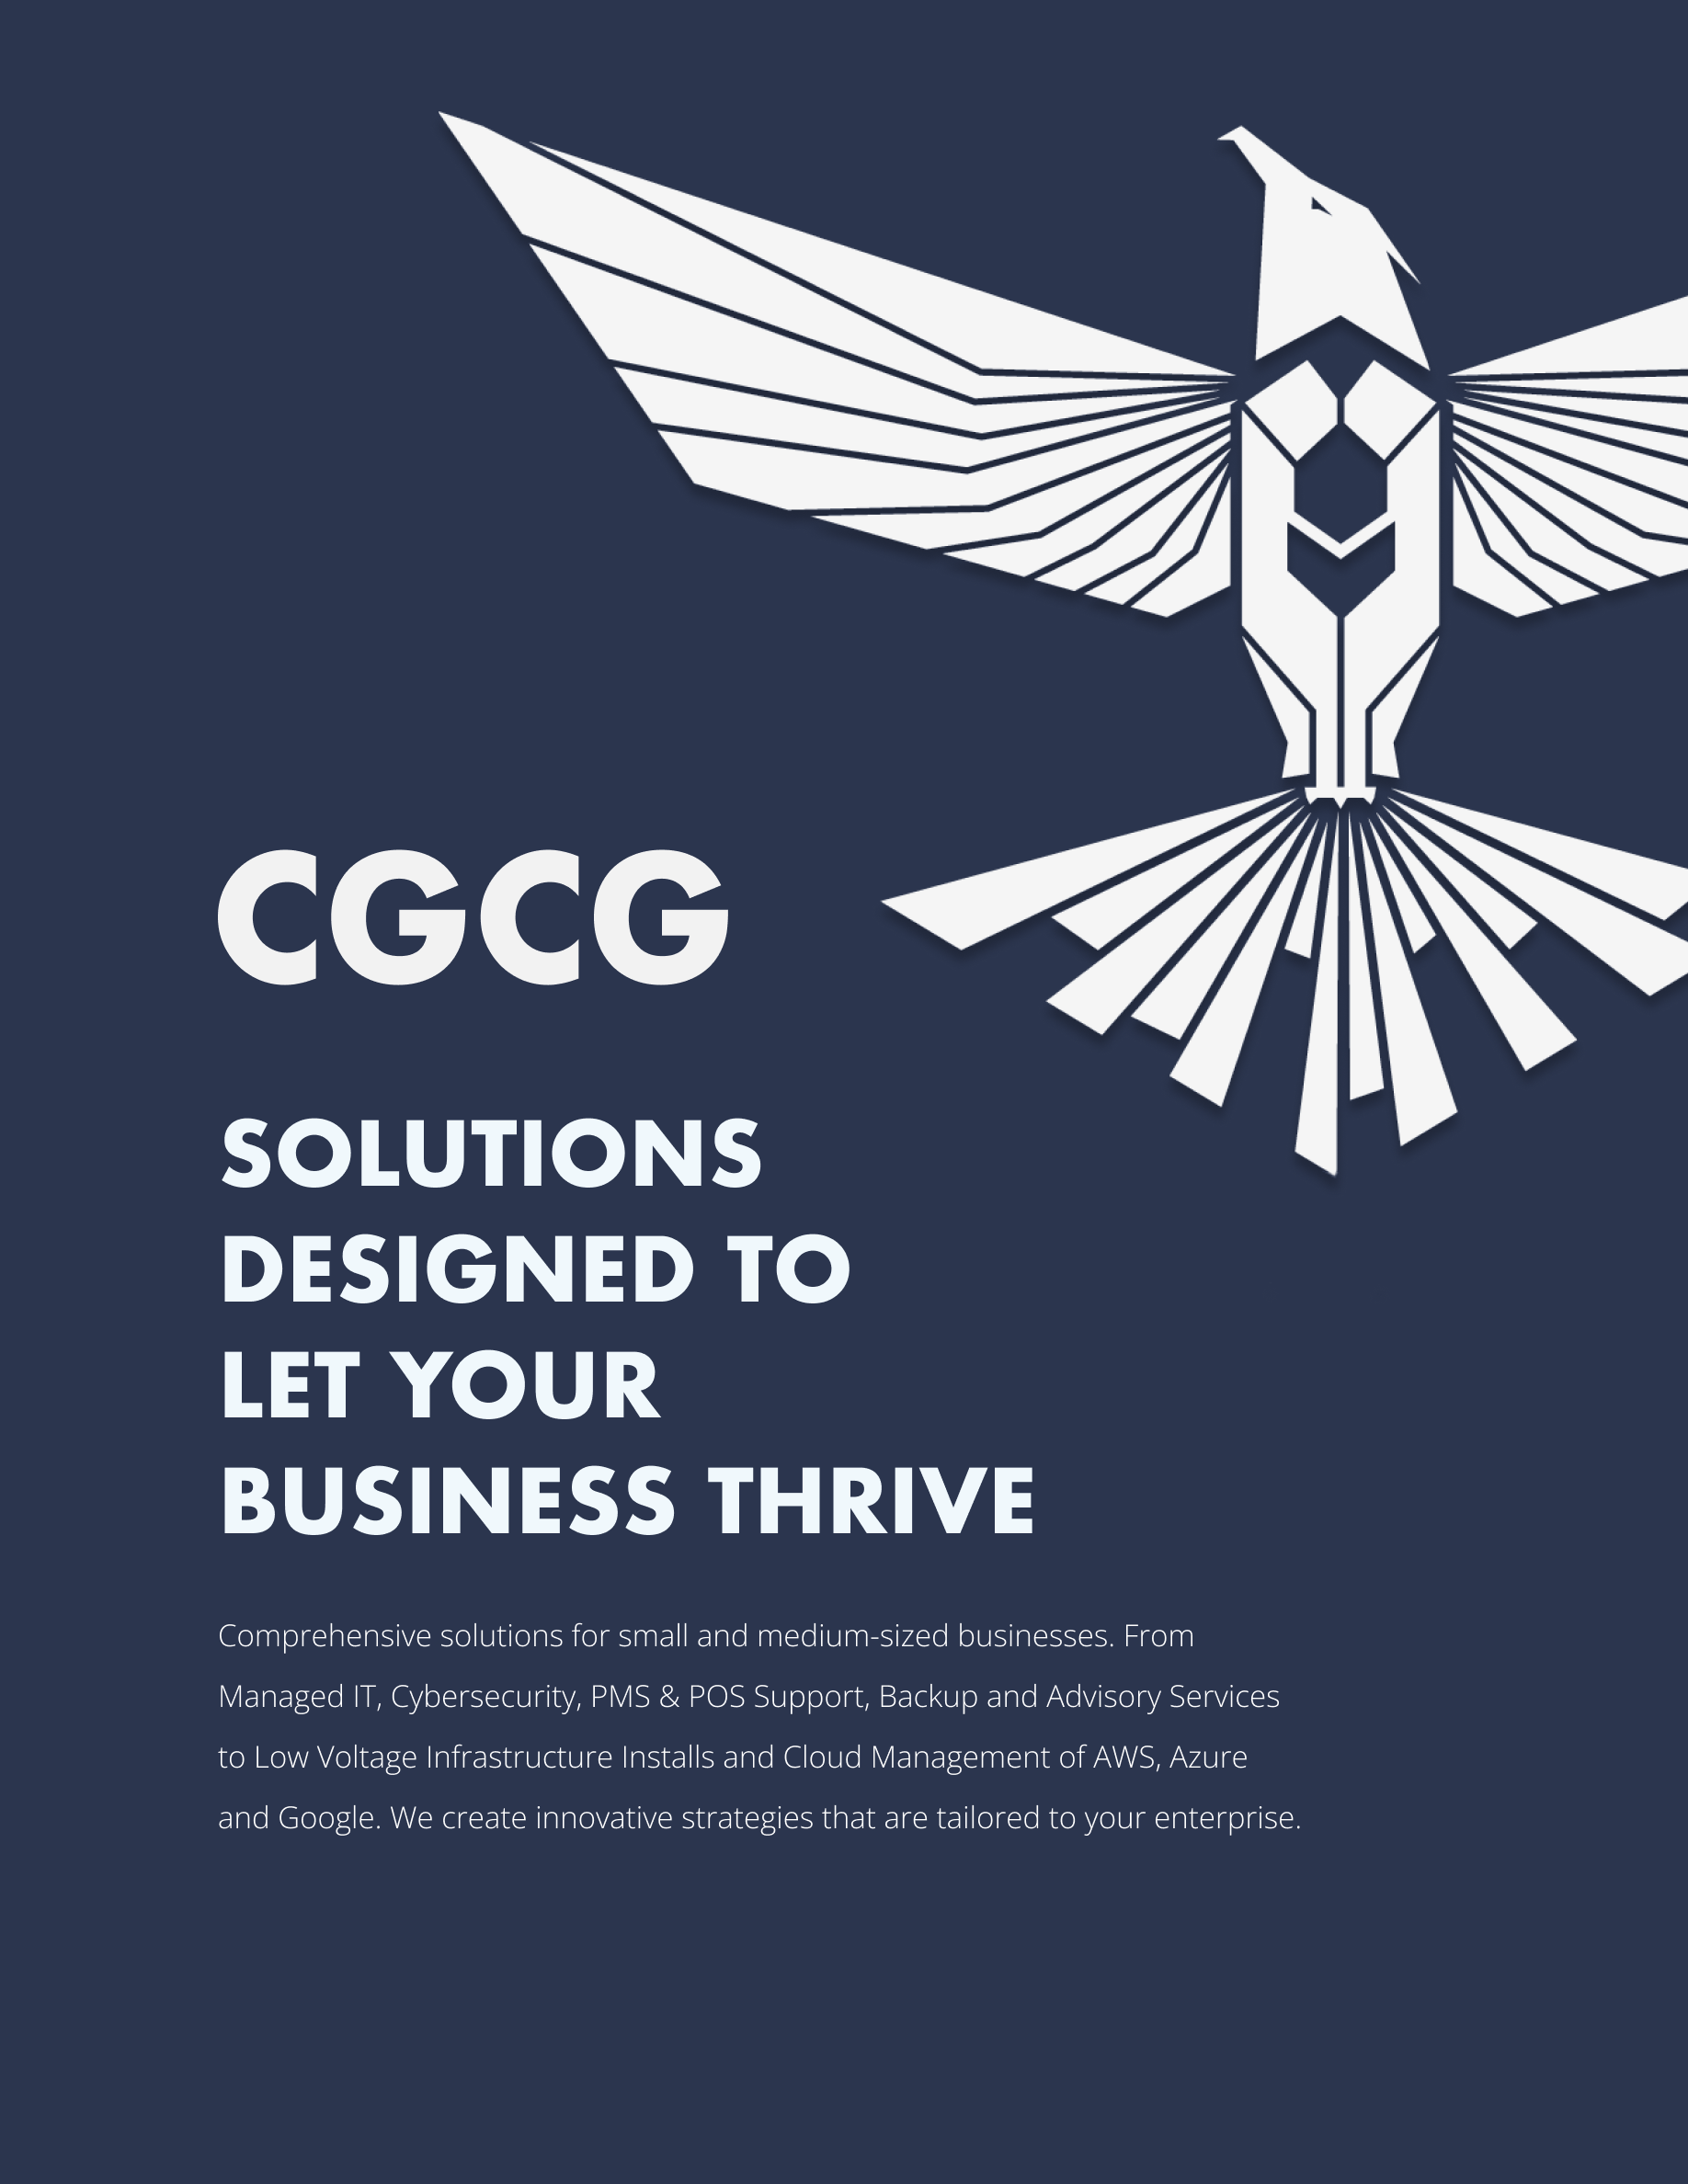 CGCG
SOLUTIONS
DESIGNED TO
LET YOUR
BUSINESS THRIVE
Comprehensive solutions for small and medium-sized businesses. From
Managed IT, Cybersecurity, PMS & POS Support, Backup and Advisory Services
to Low Voltage Infrastructure Installs and Cloud Management of AWS, Azure
and Google. We create innovative strategies that are tailored to your enterprise.